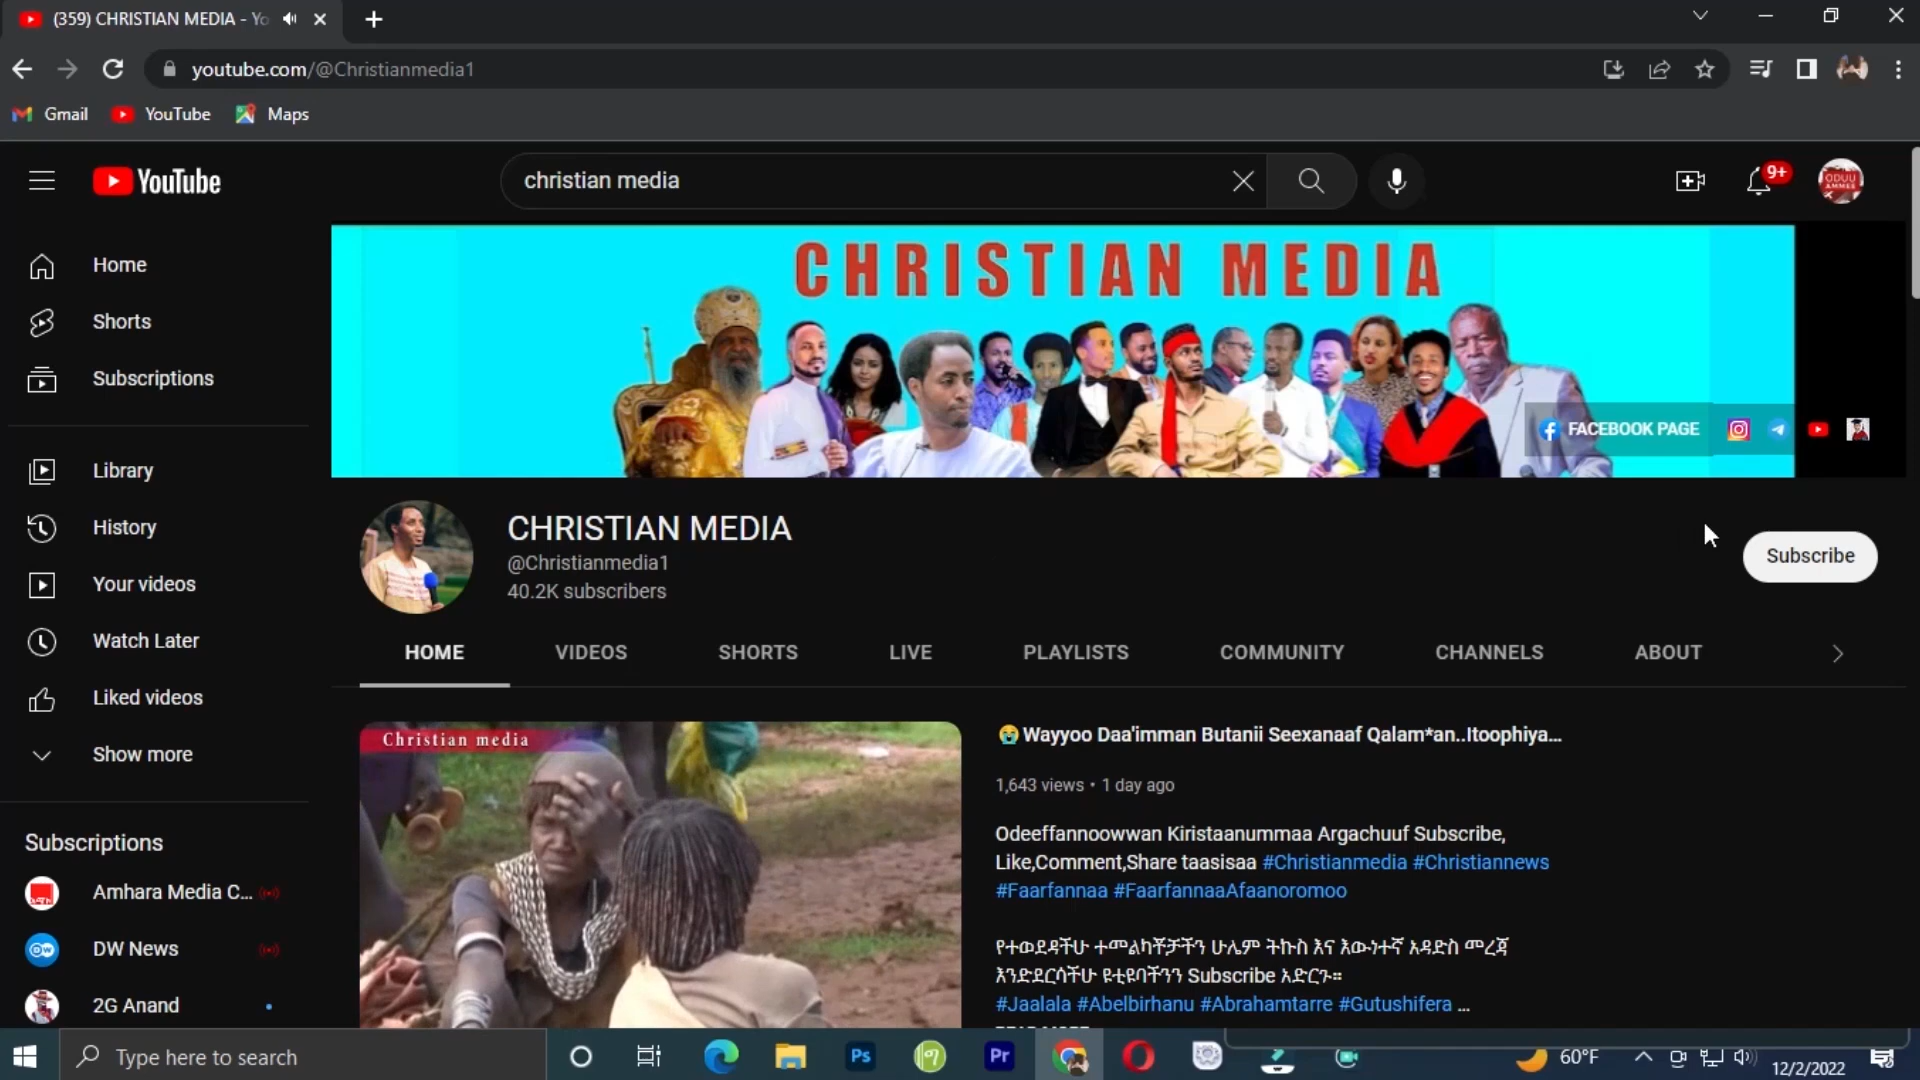 (359) CHRISTIAN MEDIA - Yo
youtube.com/@Christianmedia1
Gmail
YouTube
Maps
YouTube
christian media
9+
ODUU
AMMEE
Home
Shorts
Subscriptions
Library
History
Your videos
Watch Later
Liked videos
Show more
Subscriptions
Amhara Media C...
DW News
2G Anand
CHRISTIAN MEDIA
FACEBOOK PAGE
CHRISTIAN MEDIA
@Christianmedia1
40.2K subscribers
Subscribe
HOME
VIDEOS
SHORTS
LIVE
PLAYLISTS
COMMUNITY
CHANNELS
ABOUT
Christian media
😭Wayyoo Daa'imman Butanii Seexanaaf Qalam*an..Itoophiya...
1,643 views • 1 day ago
Odeeffannoowwan Kiristaanummaa Argachuuf Subscribe,
Like,Comment,Share taasisaa #Christianmedia #Christiannews
#Faarfannaa #FaarfannaaAfaanoromoo
የተወደዳችሁ ተመልካቾቻችን ሁሌም ትኩስ እና እውነተኛ አዳድስ መረጃ
እንድደርሳችሁ ዩቲዩባችንን Subscribe አድርጉ።
#Jaalala #Abelbirhanu #Abrahamtarre #Gutushifera ...
Type here to search
Ps
Pr
60°F
12/2/2022